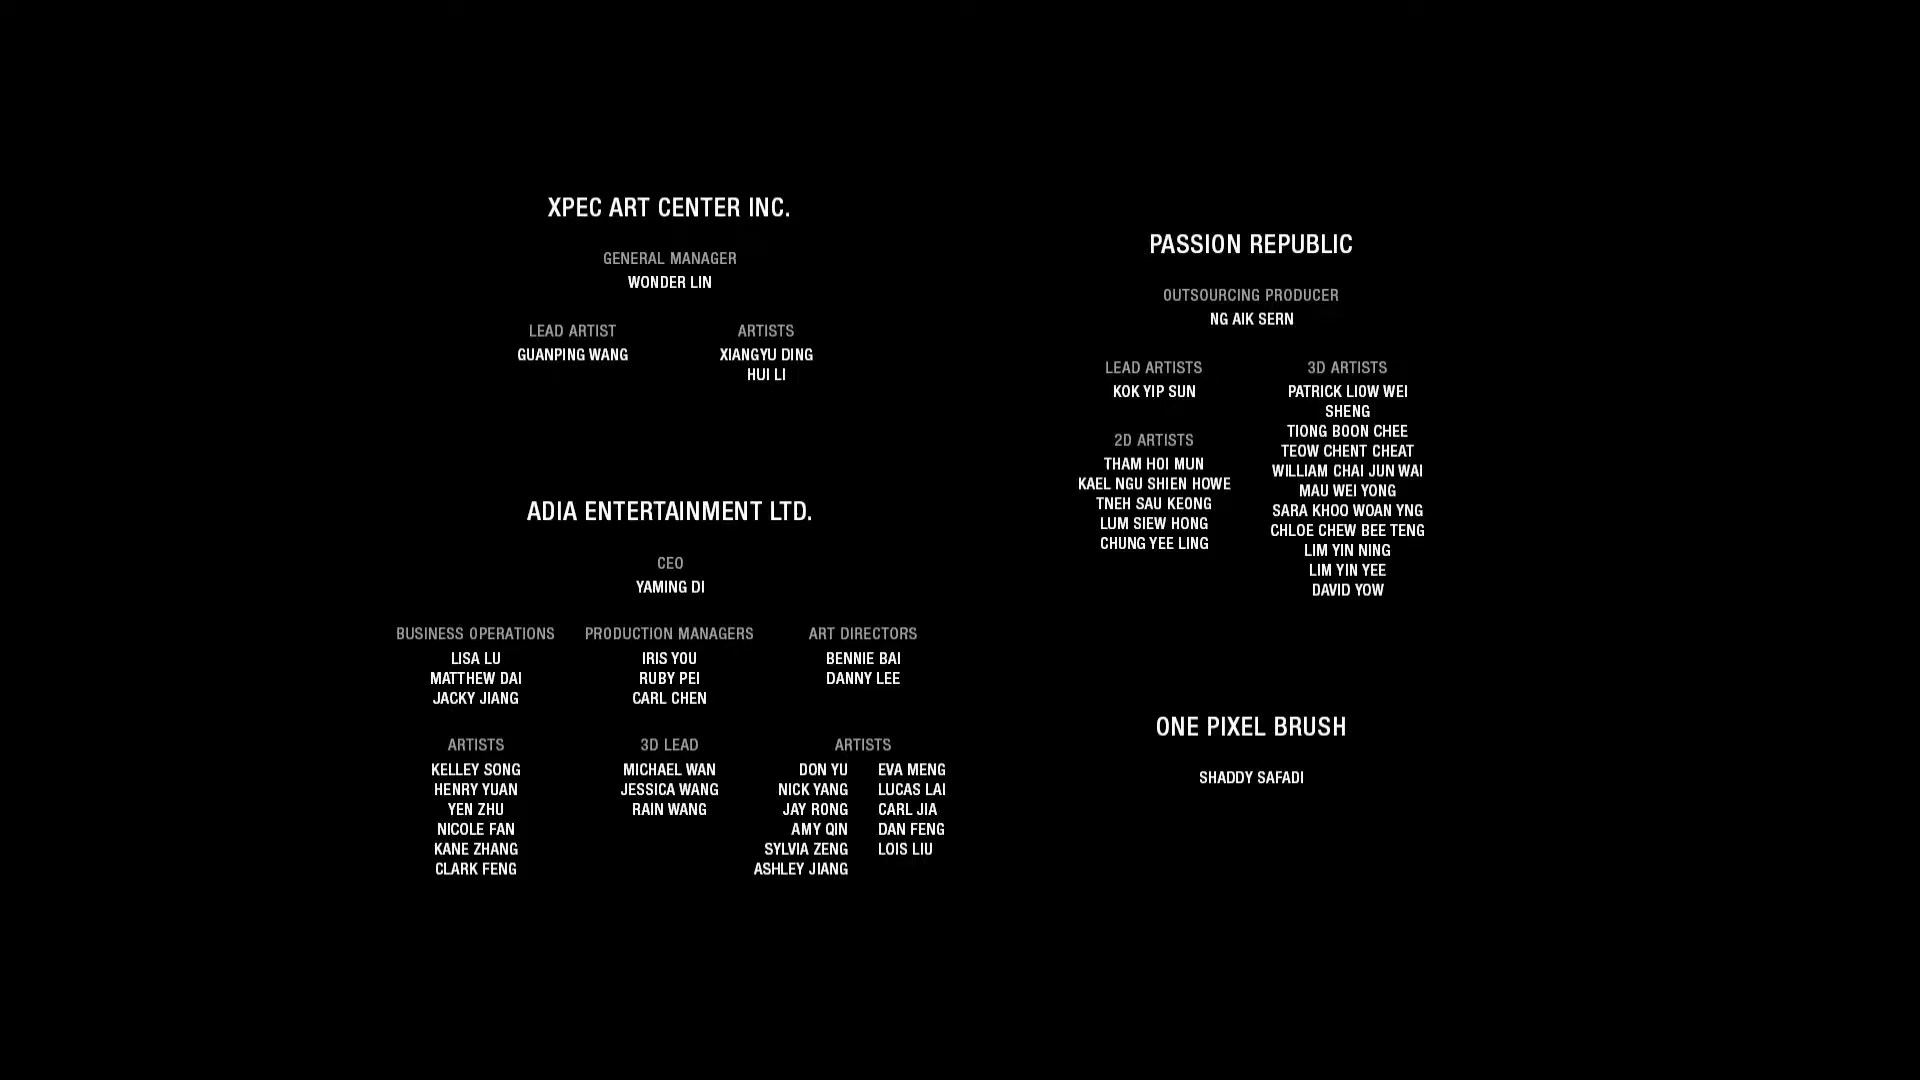 XPEC ART CENTER INC.
GENERAL MANAGER
WONDER LIN
LEAD ARTIST
GUANPING WANG
ARTISTS
XIANGYU DING
HUI LI
ADIA ENTERTAINMENT LTD.
CEO
YAMING DI
BUSINESS OPERATIONS
LISA LU
MATTHEW DAI
JACKY JIANG
PRODUCTION MANAGERS
IRIS YOU
RUBY PEI
CARL CHEN
ART DIRECTORS
BENNIE BAI
DANNY LEE
ARTISTS
KELLEY SONG
HENRY YUAN
YEN ZHU
NICOLE FAN
KANE ZHANG
CLARK FENG
3D LEAD
MICHAEL WAN
JESSICA WANG
RAIN WANG
ARTISTS
DON YU
NICK YANG
JAY RONG
AMY QIN
SYLVIA ZENG
ASHLEY JIANG
EVA MENG
LUCAS LAI
CARL JIA
DAN FENG
LOIS LIU
PASSION REPUBLIC
OUTSOURCING PRODUCER
NG AIK SERN
LEAD ARTISTS
KOK YIP SUN
2D ARTISTS
THAM HOI MUN
KAEL NGU SHIEN HOWE
TNEH SAU KEONG
LUM SIEW HONG
CHUNG YEE LING
3D ARTISTS
PATRICK LIOW WEI
SHENG
TIONG BOON CHEE
TEOW CHENT CHEAT
WILLIAM CHAI JUN WAI
MAU WEI YONG
SARA KHOO WOAN YNG
CHLOE CHEW BEE TENG
LIM YIN NING
LIM YIN YEE
DAVID YOW
ONE PIXEL BRUSH
SHADDY SAFADI